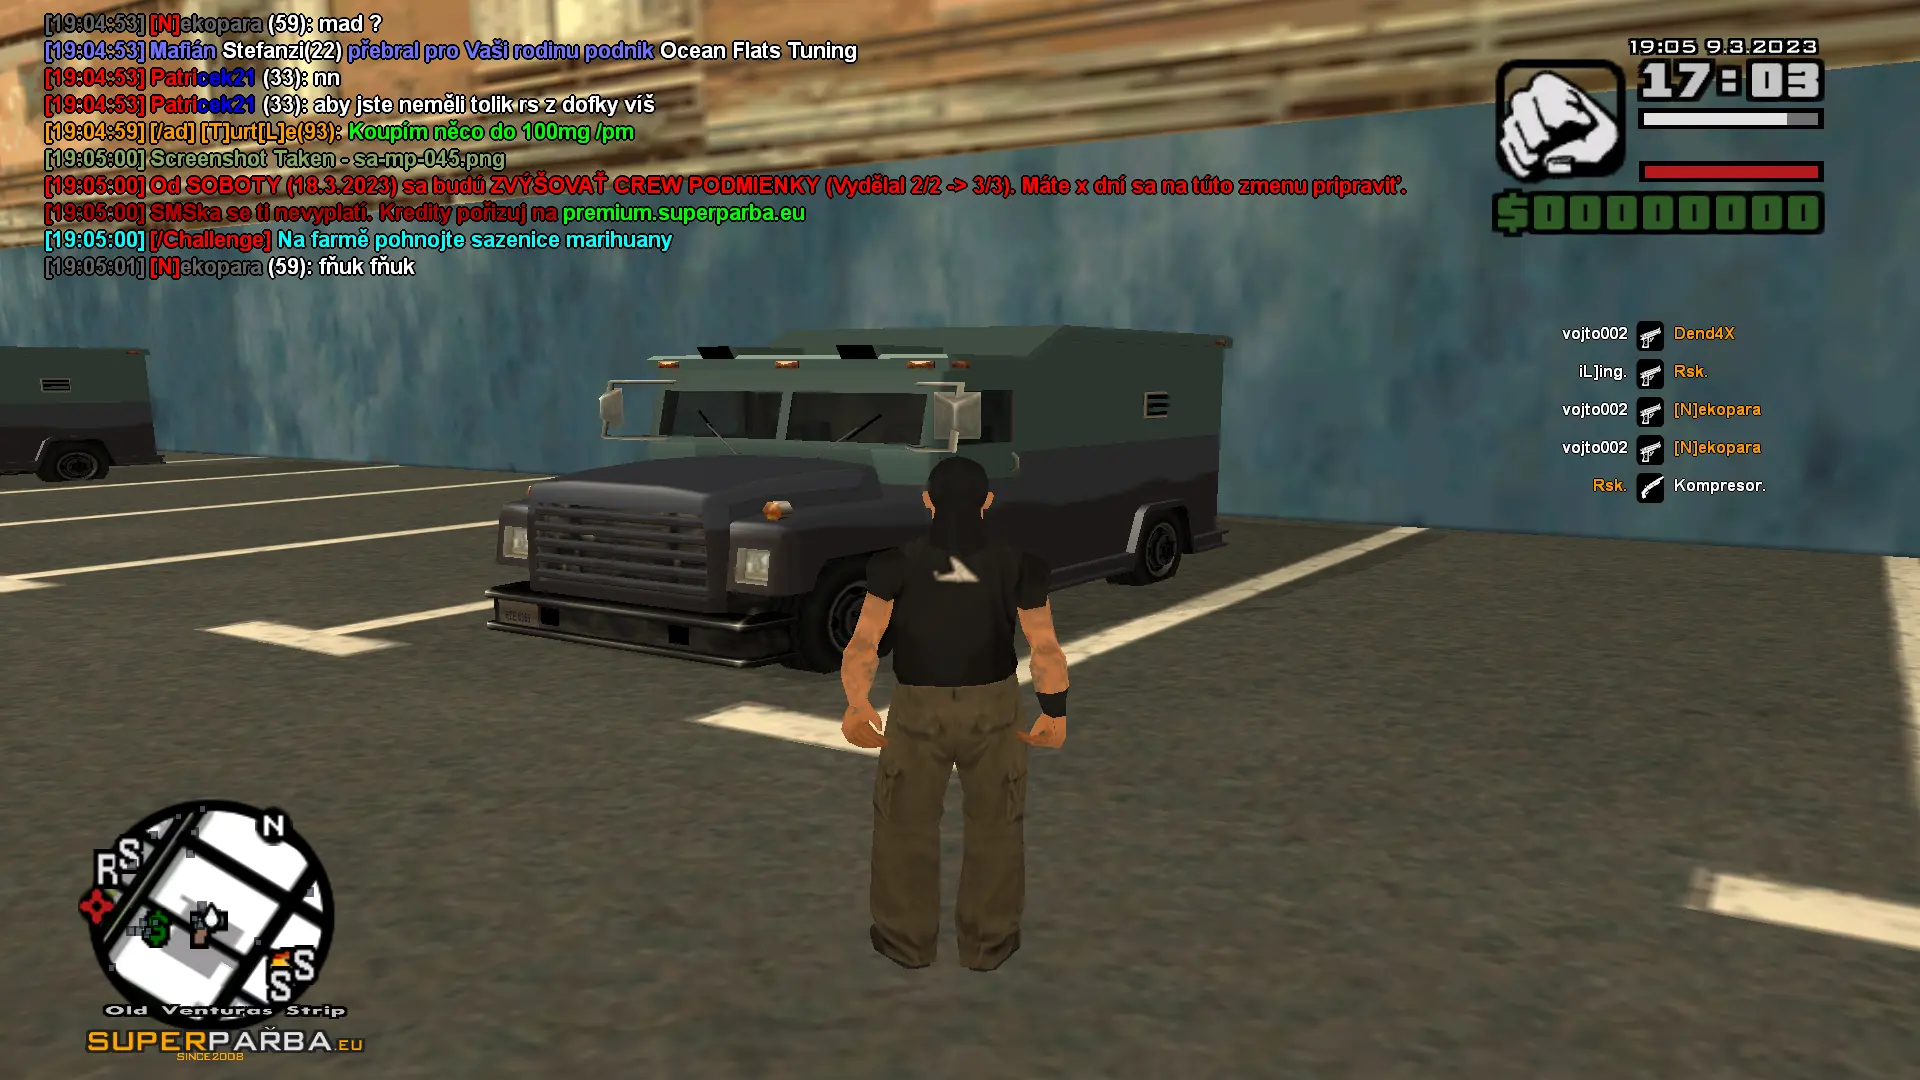 [19:04:53] [N]ekopara (59): mad ?
[19:04:53] Mafián Stefanzi(22) přebral pro Vaši rodinu podnik Ocean Flats Tuning
[19:04:53] Patricek21 (33): nn
[19:04:53] Patricek21 (33): aby jste neměli tolik rs z dofky víš
[19:04:59] [/ad] [T]urt[L]e(93): Koupím něco do 100mg /pm
[19:05:00] Screenshot Taken - sa-mp-045.png
[19:05:00] Od SOBOTY (18.3.2023) sa budú ZVÝŠOVAŤ CREW PODMIENKY (Vydělal 2/2 -> 3/3). Máte x dní sa na túto zmenu pripraviť.
[19:05:00] SMSka se ti nevyplatí. Kredity pořizuj na premium.superparba.eu
[19:05:00] [/Challenge] Na farmě pohnojte sazenice marihuany
[19:05:01] [N]ekopara (59): fňuk fňuk
19:05 9.3.2023
17:03
$00000000
vojto002 Dend4X
iL]ing. Rsk.
vojto002 [N]ekopara
vojto002 [N]ekopara
Rsk. Kompresor.
N
S
R
S
S
Old Venturas Strip
SUPERPAŘBA.EU
SINCE2008